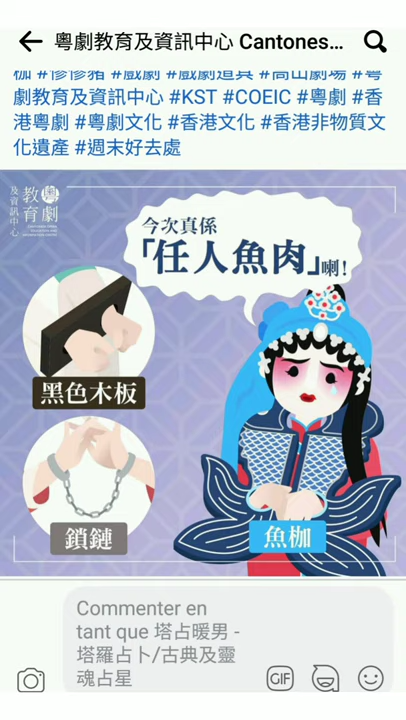 粵劇教育及資訊中心 Cantones...
枷 #慘慘豬 #戲劇 #戲劇道具 #高山劇場 #粵
劇教育及資訊中心 #KST #COEIC #粵劇 #香
港粵劇 #粵劇文化 #香港文化 #香港非物質文
化遺產 #週末好去處
粵劇
教育
及資訊中心
今次真係
「任人魚肉」喇!
黑色木板
鎖鏈
魚枷
Commenter en
tant que 塔占暖男 -
塔羅占卜/古典及靈
魂占星
GIF